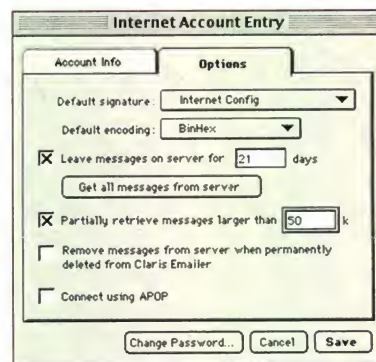 Internet Account Entry
Account Info
Options
Default signature: Internet Config
Default encoding: BinHex
Leave messages on server for 21 days
Get all messages from server
Partially retrieve messages larger than 50 k
Remove messages from server when permanently
deleted from Claris Emailer
Connect using APOP
Change Password... Cancel Save